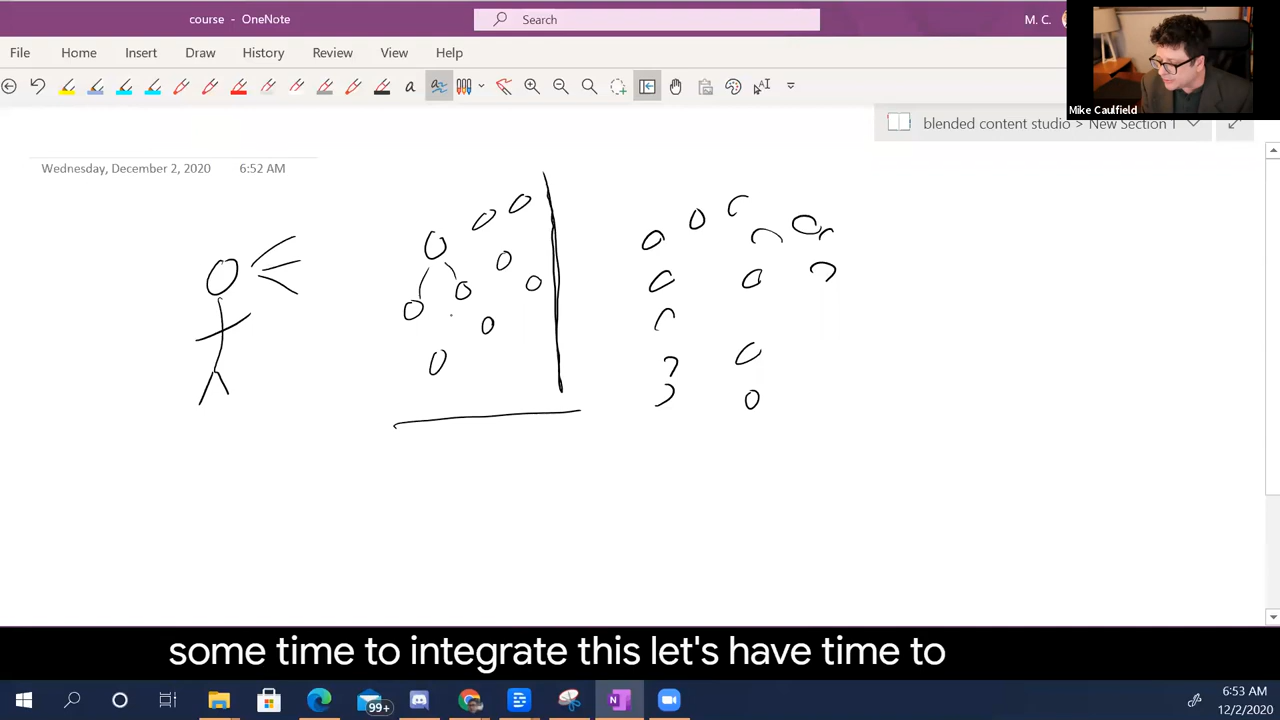 course - OneNote
Search
M. C.
File Home Insert Draw History Review View Help
a
Mike Caulfield
blended content studio > New Section 1
Wednesday, December 2, 2020 6:52 AM
some time to integrate this let's have time to
99+
6:53 AM
12/2/2020